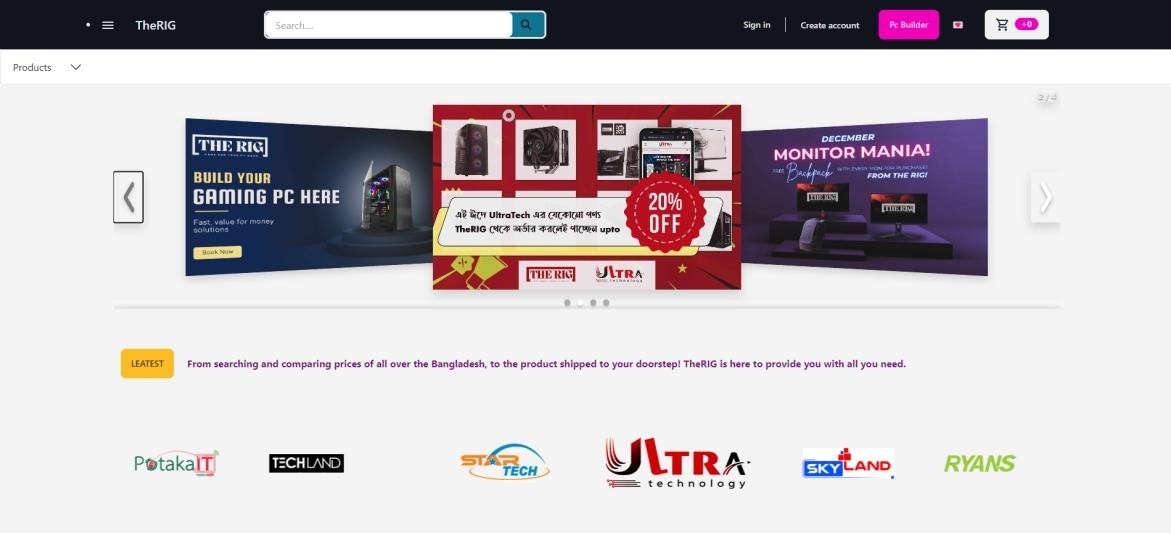 TheRIG
Search....
Sign in
Create account
Pc Builder
+0
Products
2 / 4
THE RIG
BUILD YOUR
GAMING PC HERE
Fast, value for money
solutions
Book Now
এই ঈদে UltraTech এর যেকোনো পণ্য
TheRIG থেকে অর্ডার করলেই পাচ্ছেন upto
20%
OFF
THE RIG
ULTRA
technology
DECEMBER
MONITOR MANIA!
FREE Backpack WITH EVERY MONITOR PURCHASE!
FROM THE RIG!
THE RIG
THE RIG
LEATEST
From searching and comparing prices of all over the Bangladesh, to the product shipped to your doorstep! TheRIG is here to provide you with all you need.
PotakaIT
TECHLAND
STAR
TECH
ULTRA
technology
SKY LAND
RYANS